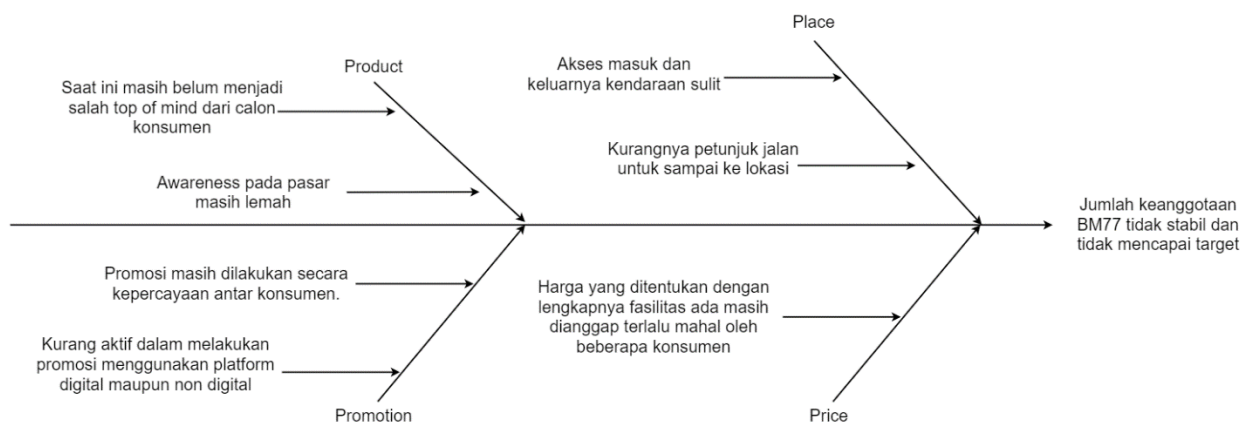 Product
Saat ini masih belum menjadi
salah top of mind dari calon
konsumen
Awareness pada pasar
masih lemah
Place
Akses masuk dan
keluarnya kendaraan sulit
Kurangnya petunjuk jalan
untuk sampai ke lokasi
Jumlah keanggotaan
BM77 tidak stabil dan
tidak mencapai target
Promosi masih dilakukan secara
kepercayaan antar konsumen.
Kurang aktif dalam melakukan
promosi menggunakan platform
digital maupun non digital
Promotion
Harga yang ditentukan dengan
lengkapnya fasilitas ada masih
dianggap terlalu mahal oleh
beberapa konsumen
Price